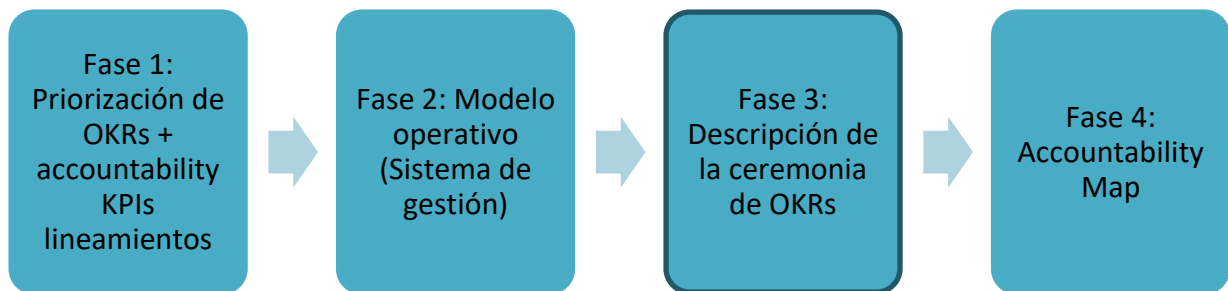 Fase 1:
Priorización de
OKRs +
accountability
KPIs
lineamientos
Fase 2: Modelo
operativo
(Sistema de
gestión)
Fase 3:
Descripción de
la ceremonia
de OKRs
Fase 4:
Accountability
Map